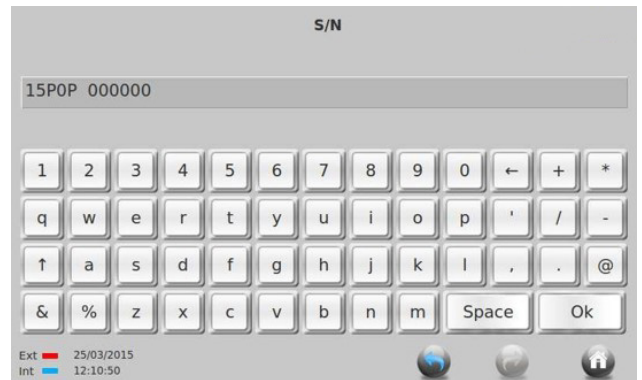 S/N
15P0P 000000
1 2 3 4 5 6 7 8 9 0 ← + *
q w e r t y u i o p ' / -
↑ a s d f g h j k l , . @
& % z x c v b n m Space Ok
Ext 25/03/2015
Int 12:10:50